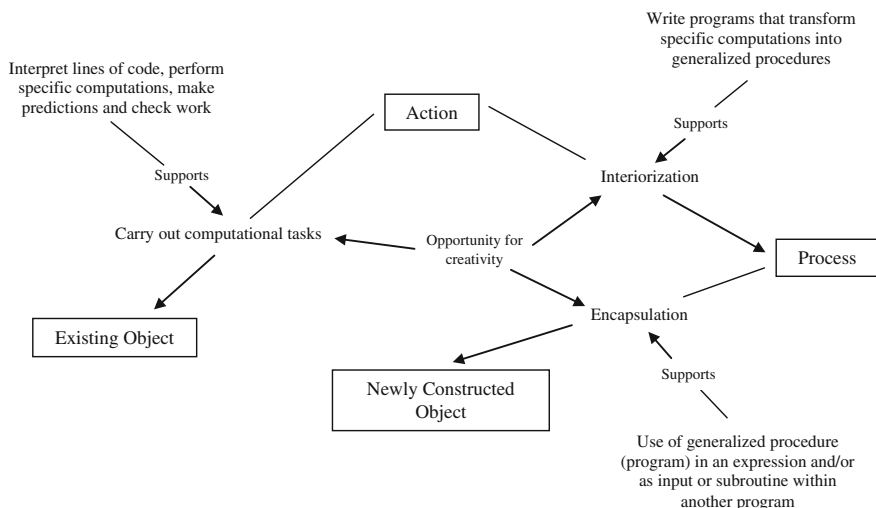 Write programs that transform
specific computations into
generalized procedures
Interpret lines of code, perform
specific computations, make
predictions and check work
Action
Supports
Supports
Interiorization
Carry out computational tasks
Opportunity for
creativity
Process
Encapsulation
Existing Object
Supports
Newly Constructed
Object
Use of generalized procedure
(program) in an expression and/or
as input or subroutine within
another program